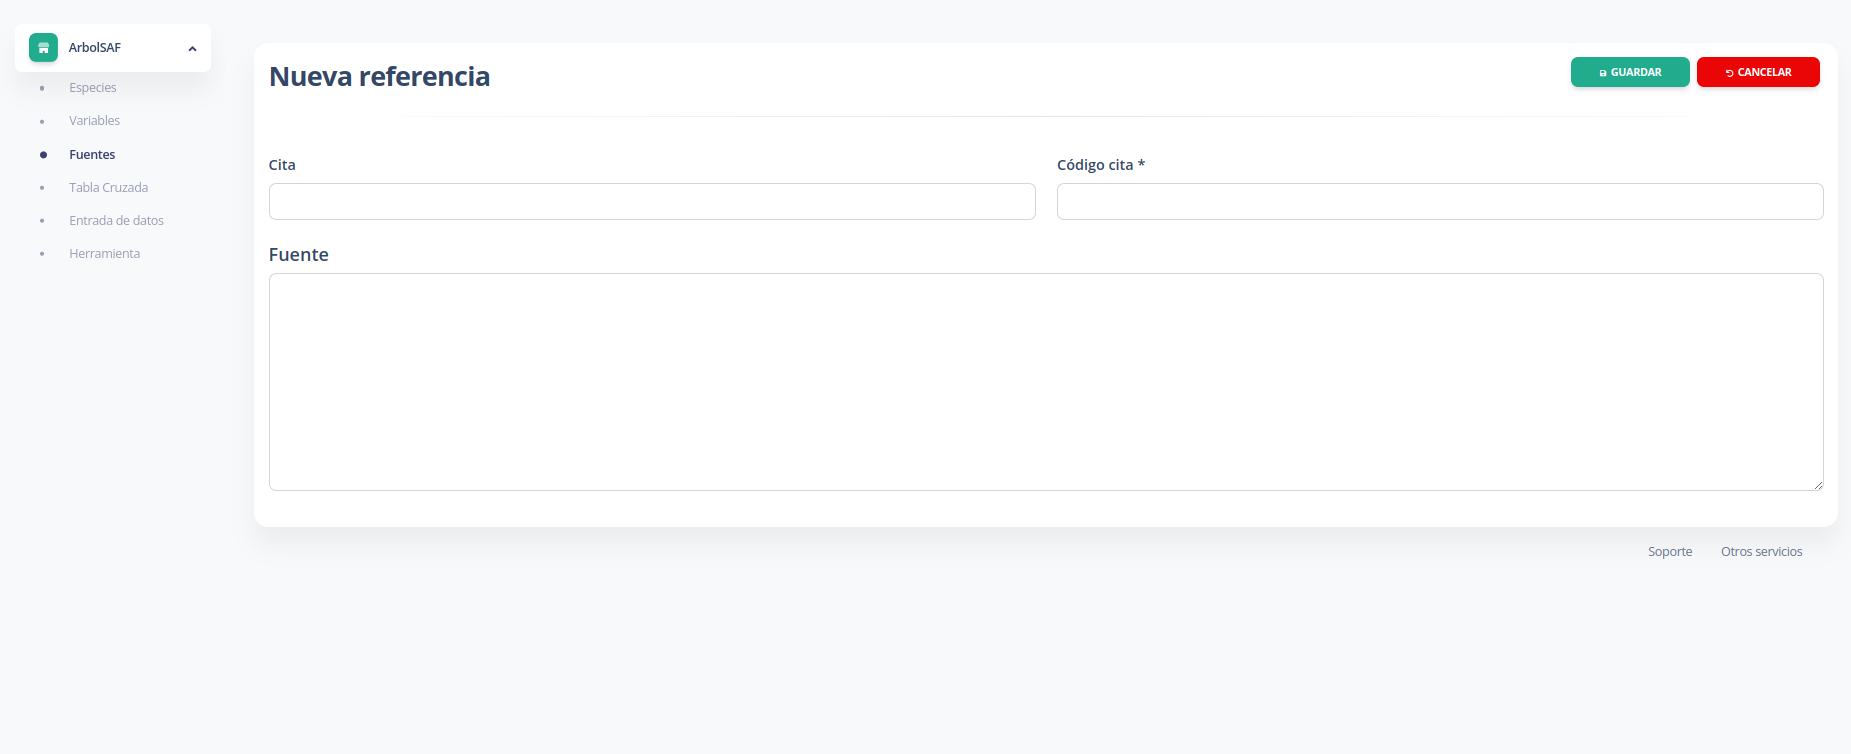 ArbolSAF
Especies
Variables
Fuentes
Tabla Cruzada
Entrada de datos
Herramienta
Nueva referencia
GUARDAR
CANCELAR
Cita
Código cita *
Fuente
Soporte
Otros servicios